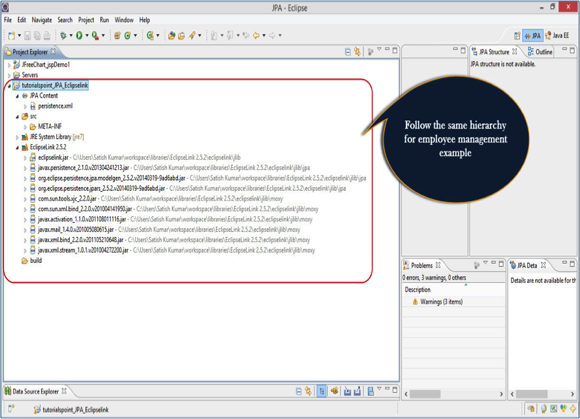 JPA - Eclipse
File Edit Navigate Search Project Run Window Help
JPA Java EE
Project Explorer
JFreeChart_jspDemo1
Servers
tutorialspoint_JPA_Eclipselink
JPA Content
persistence.xml
src
META-INF
JRE System Library [jre7]
EclipseLink 2.5.2
eclipselink.jar - C:\Users\Satish Kumar\workspace\libraries\EclipseLink 2.5.2\eclipselink\jlib
javax.persistence_2.1.0.v201304241213.jar - C:\Users\Satish Kumar\workspace\libraries\EclipseLink 2.5.2\eclipselink\jlib\jpa
org.eclipse.persistence.jpa.modelgen_2.5.2.v20140319-9ad6abd.jar - C:\Users\Satish Kumar\workspace\libraries\EclipseLink 2.5.2\eclipselink\jlib\jpa
org.eclipse.persistence.jpars_2.5.2.v20140319-9ad6abd.jar - C:\Users\Satish Kumar\workspace\libraries\EclipseLink 2.5.2\eclipselink\jlib\jpa
com.sun.tools.xjc_2.2.0.jar - C:\Users\Satish Kumar\workspace\libraries\EclipseLink 2.5.2\eclipselink\jlib\moxy
com.sun.xml.bind_2.2.0.v201004141950.jar - C:\Users\Satish Kumar\workspace\libraries\EclipseLink 2.5.2\eclipselink\jlib\moxy
javax.activation_1.1.0.v201108011116.jar - C:\Users\Satish Kumar\workspace\libraries\EclipseLink 2.5.2\eclipselink\jlib\moxy
javax.mail_1.4.0.v201005080615.jar - C:\Users\Satish Kumar\workspace\libraries\EclipseLink 2.5.2\eclipselink\jlib\moxy
javax.xml.bind_2.2.0.v201105210648.jar - C:\Users\Satish Kumar\workspace\libraries\EclipseLink 2.5.2\eclipselink\jlib\moxy
javax.xml.stream_1.0.1.v201004272200.jar - C:\Users\Satish Kumar\workspace\libraries\EclipseLink 2.5.2\eclipselink\jlib\moxy
build
JPA Structure Outline
JPA structure is not available.
Follow the same hierarchy
for employee management
example
Problems
0 errors, 3 warnings, 0 others
Description
Warnings (3 items)
JPA Deta
Details are not available for th
Data Source Explorer
tutorialspoint_JPA_Eclipselink